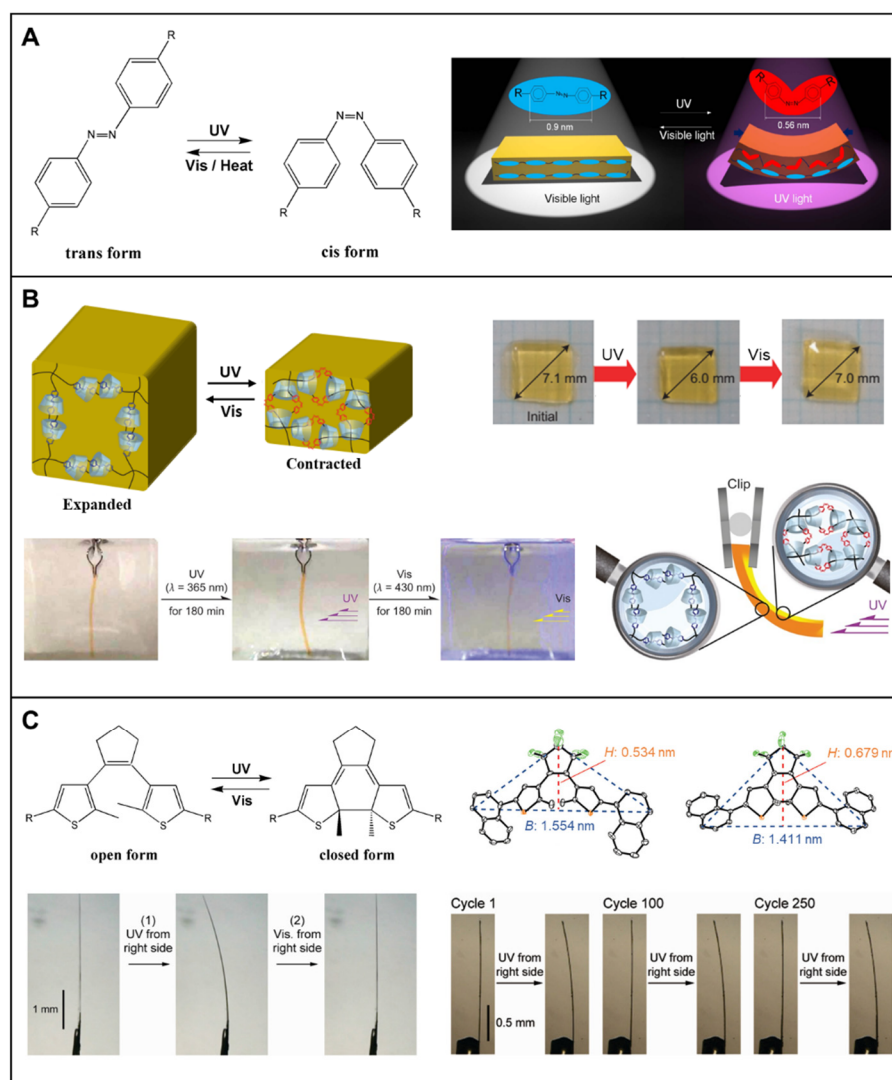 A
R
R
N=N
UV
Vis / Heat
N=N
R
R
trans form
cis form
R
N=N
R
0.9 nm
UV
Visible light
R
R
0.56 nm
Visible light
UV light
B
UV
Vis
Expanded
Contracted
7.1 mm
Initial
UV
6.0 mm
Vis
7.0 mm
UV
(λ = 365 nm)
for 180 min
UV
Vis
(λ = 430 nm)
for 180 min
Vis
Clip
UV
C
R
S
S
R
open form
UV
Vis
R
S
S
R
closed form
H: 0.534 nm
B: 1.554 nm
H: 0.679 nm
B: 1.411 nm
1 mm
(1)
UV from
right side
(2)
Vis. from
right side
Cycle 1
0.5 mm
UV from
right side
Cycle 100
UV from
right side
Cycle 250
UV from
right side